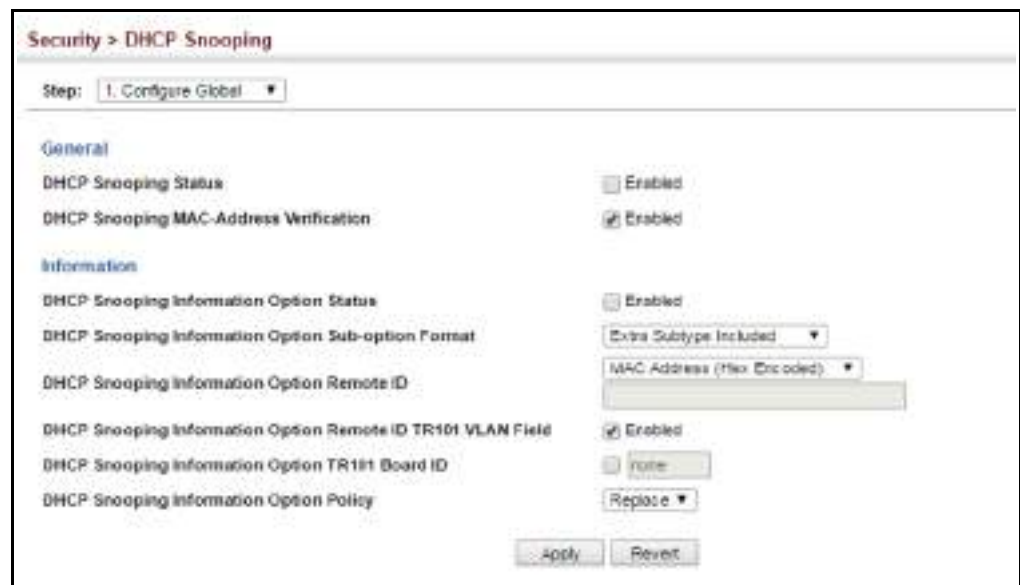 Security > DHCP Snooping
Step: 1. Configure Global
General
DHCP Snooping Status Enabled
DHCP Snooping MAC-Address Verification Enabled
Information
DHCP Snooping Information Option Status Enabled
DHCP Snooping Information Option Sub-option Format Extra Subtype Included
DHCP Snooping Information Option Remote ID MAC Address (Hex Encoded)
DHCP Snooping Information Option Remote ID TR101 VLAN Field Enabled
DHCP Snooping Information Option TR101 Board ID none
DHCP Snooping Information Option Policy Replace
Apply Revert